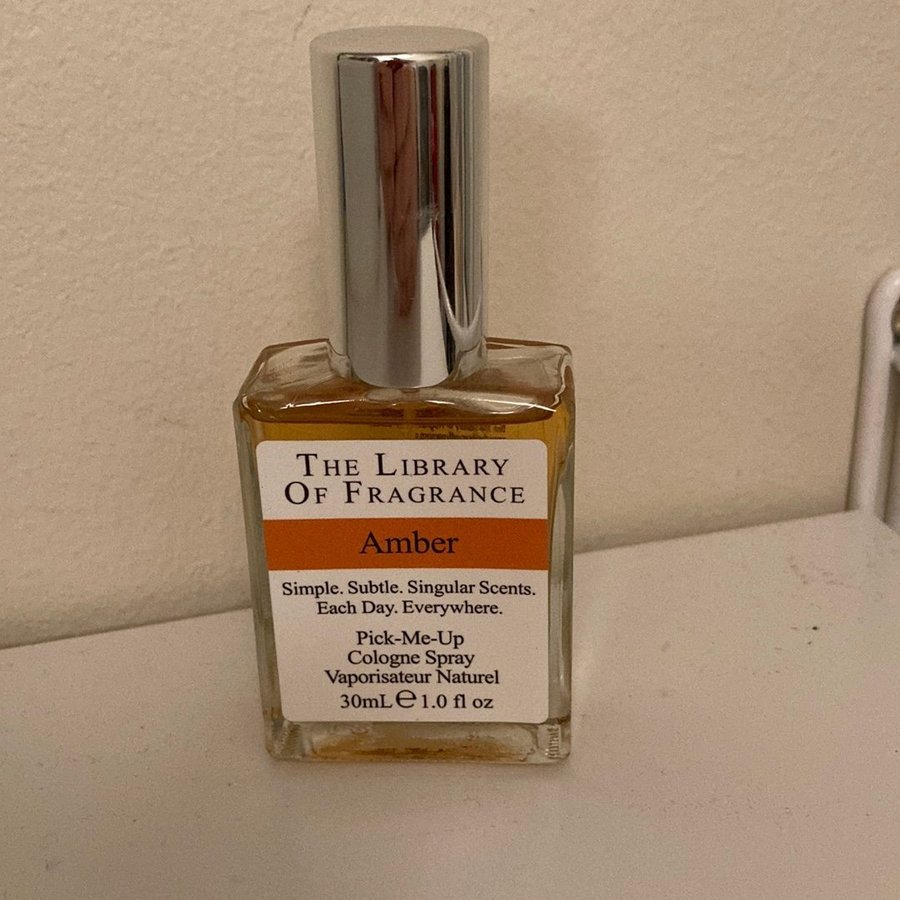 The Library
Of Fragrance
Amber
Simple. Subtle. Singular Scents.
Each Day. Everywhere.
Pick-Me-Up
Cologne Spray
Vaporisateur Naturel
30mL℮1.0 fl oz